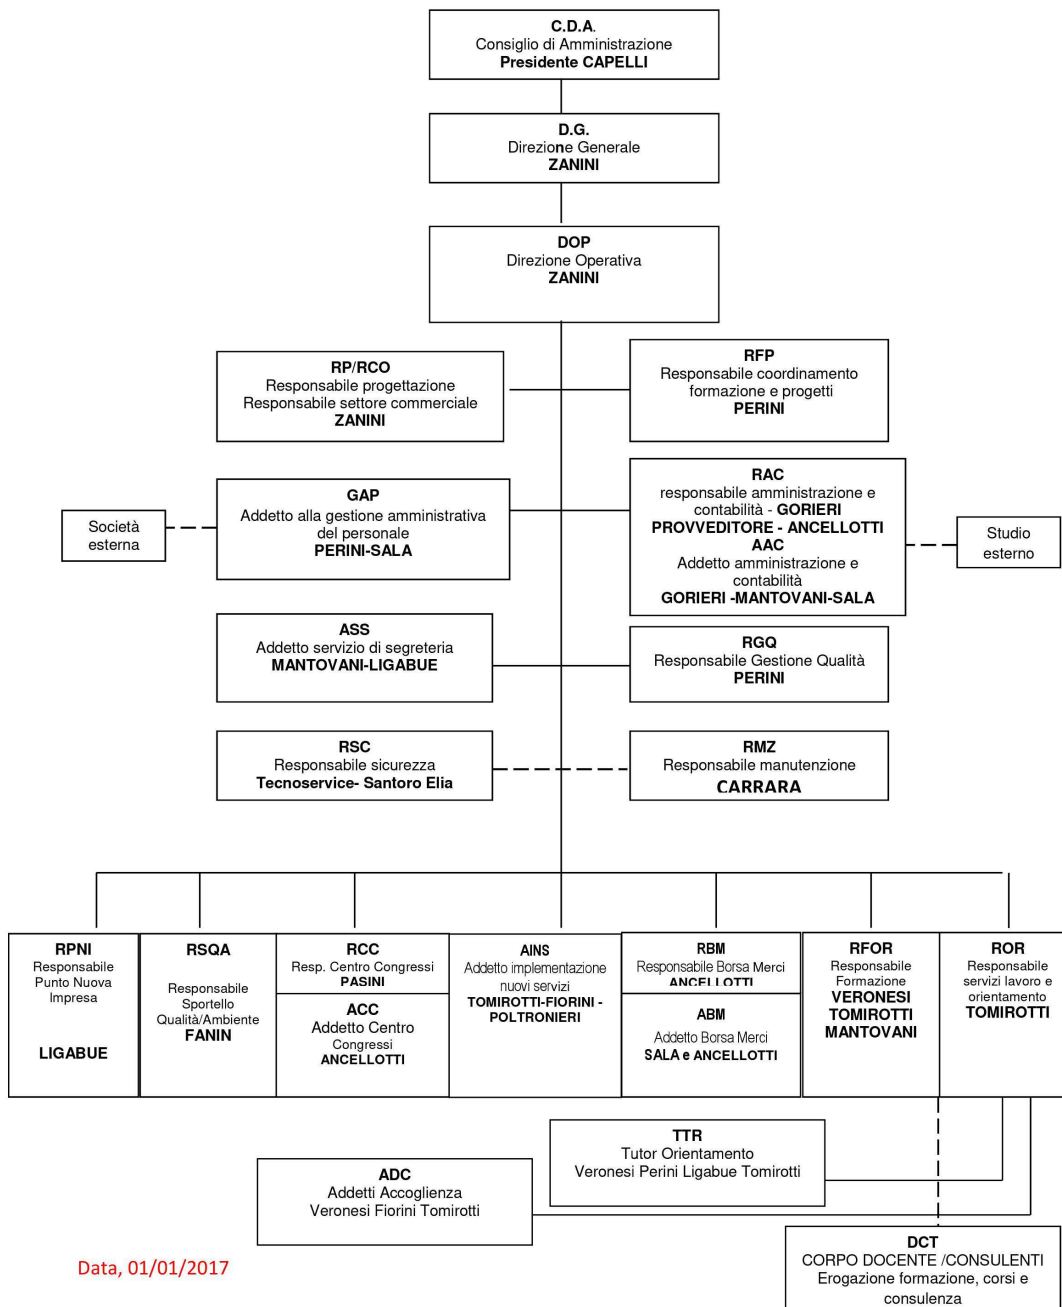 C.D.A.
Consiglio di Amministrazione
Presidente CAPELLI
D.G.
Direzione Generale
ZANINI
DOP
Direzione Operativa
ZANINI
RP/RCO
Responsabile progettazione
Responsabile settore commerciale
ZANINI
RFP
Responsabile coordinamento
formazione e progetti
PERINI
Società
esterna
GAP
Addetto alla gestione amministrativa
del personale
PERINI-SALA
RAC
responsabile amministrazione e
contabilità - GORIERI
PROVVEDITORE - ANCELLOTTI
AAC
Addetto amministrazione e
contabilità
GORIERI -MANTOVANI-SALA
Studio
esterno
ASS
Addetto servizio di segreteria
MANTOVANI-LIGABUE
RGQ
Responsabile Gestione Qualità
PERINI
RSC
Responsabile sicurezza
Tecnoservice- Santoro Elia
RMZ
Responsabile manutenzione
CARRARA
RPNI
Responsabile
Punto Nuova
Impresa
LIGABUE
RSQA
Responsabile
Sportello
Qualità/Ambiente
FANIN
RCC
Resp. Centro Congressi
PASINI
ACC
Addetto Centro
Congressi
ANCELLOTTI
AINS
Addetto implementazione
nuovi servizi
TOMIROTTI-FIORINI -
POLTRONIERI
RBM
Responsabile Borsa Merci
ANCELLOTTI
ABM
Addetto Borsa Merci
SALA e ANCELLOTTI
RFOR
Responsabile
Formazione
VERONESI
TOMIROTTI
MANTOVANI
ROR
Responsabile
servizi lavoro e
orientamento
TOMIROTTI
TTR
Tutor Orientamento
Veronesi Perini Ligabue Tomirotti
ADC
Addetti Accoglienza
Veronesi Fiorini Tomirotti
DCT
CORPO DOCENTE /CONSULENTI
Erogazione formazione, corsi e
consulenza
Data, 01/01/2017